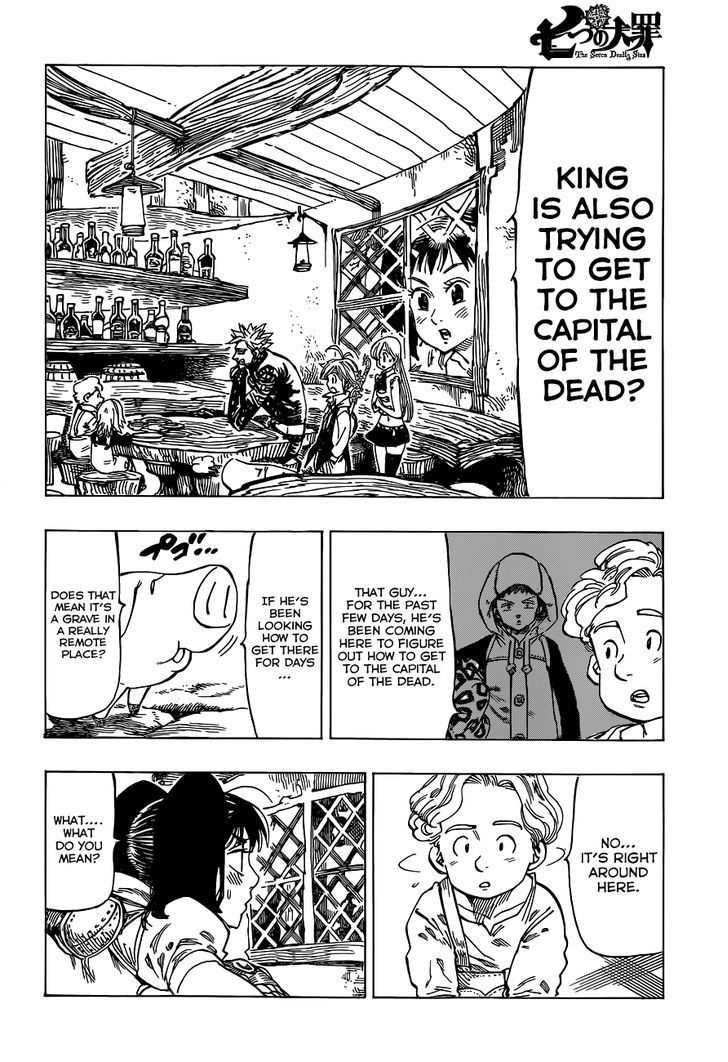 七つの大罪
The Seven Deadly Sins
KING
IS ALSO
TRYING
TO GET
TO THE
CAPITAL
OF THE
DEAD?
THAT GUY...
FOR THE PAST
FEW DAYS, HE'S
BEEN COMING
HERE TO FIGURE
OUT HOW TO GET
TO THE CAPITAL
OF THE DEAD.
IF HE'S
BEEN
LOOKING
HOW TO
GET THERE
FOR DAYS
...
プゴ!!...
DOES THAT
MEAN IT'S
A GRAVE IN
A REALLY
REMOTE
PLACE?
NO...
IT'S RIGHT
AROUND
HERE.
WHAT....
WHAT
DO YOU
MEAN?